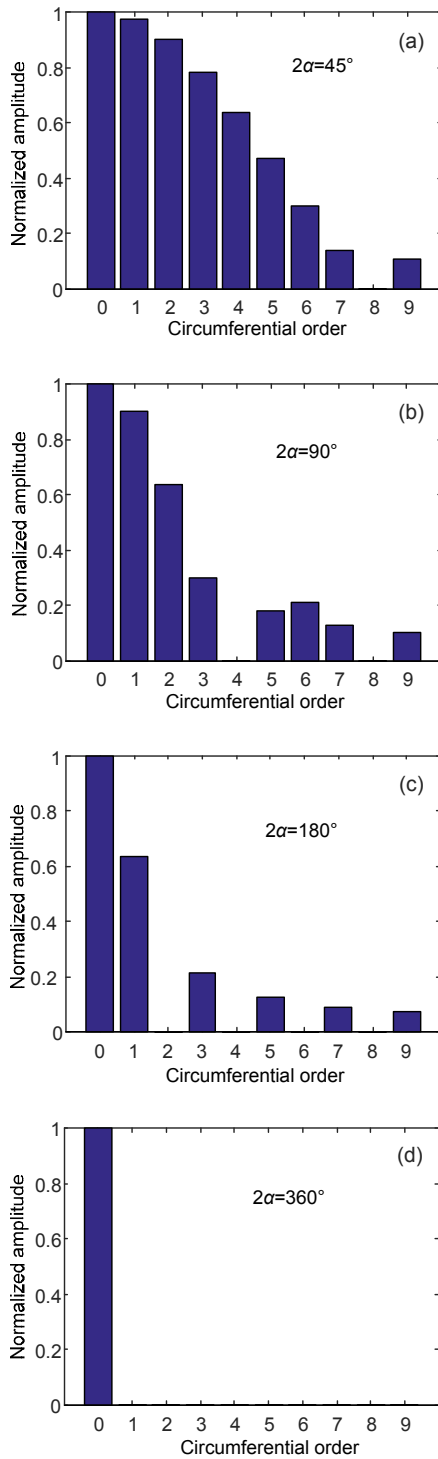 (a)
2α=45°
Normalized amplitude
1
0.8
0.6
0.4
0.2
0
0 1 2 3 4 5 6 7 8 9
Circumferential order
(b)
2α=90°
Normalized amplitude
1
0.8
0.6
0.4
0.2
0
0 1 2 3 4 5 6 7 8 9
Circumferential order
(c)
2α=180°
Normalized amplitude
1
0.8
0.6
0.4
0.2
0
0 1 2 3 4 5 6 7 8 9
Circumferential order
(d)
2α=360°
Normalized amplitude
1
0.8
0.6
0.4
0.2
0
0 1 2 3 4 5 6 7 8 9
Circumferential order